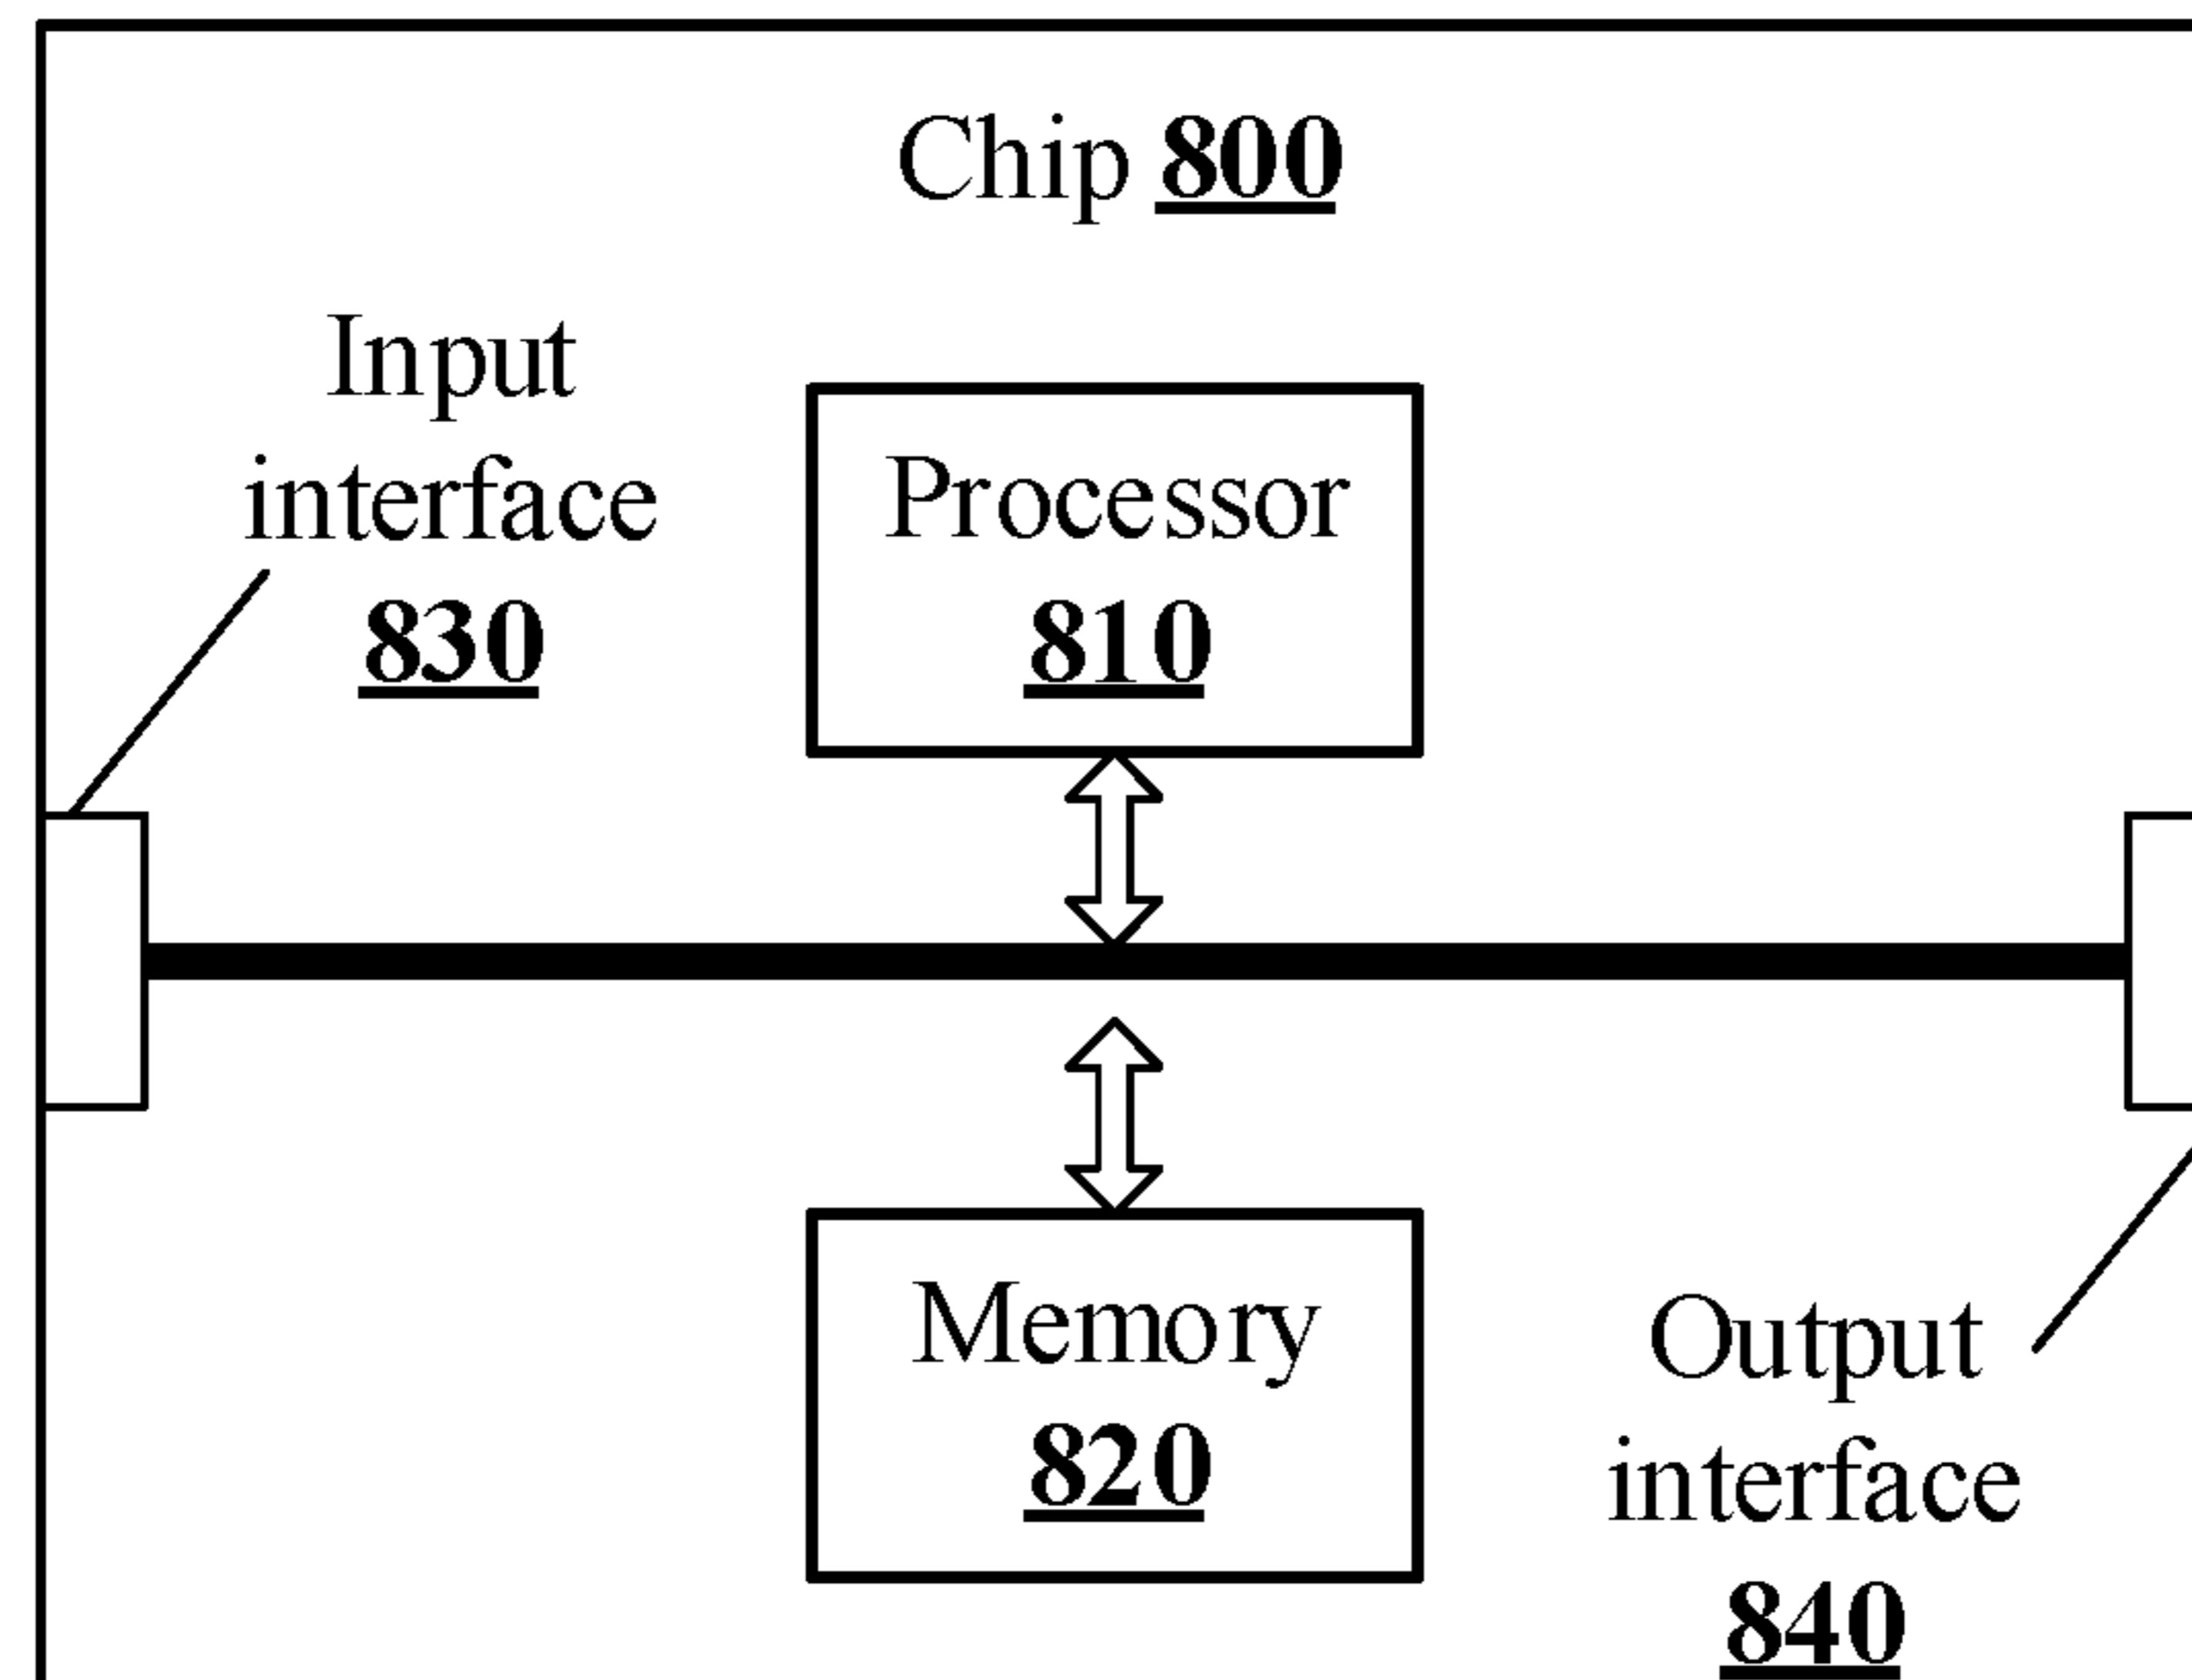 Chip 800
Input
interface
830
Processor
810
Memory
820
Output
interface
840